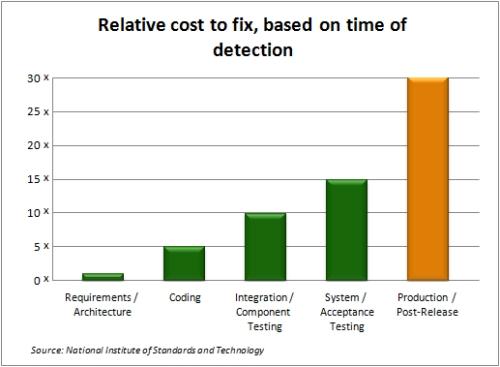 Relative cost to fix, based on time of
detection
30 x
25 x
20 x
15 x
10 x
5 x
0 x
Requirements /
Architecture
Coding
Integration /
Component
Testing
System /
Acceptance
Testing
Production /
Post-Release
Source: National Institute of Standards and Technology